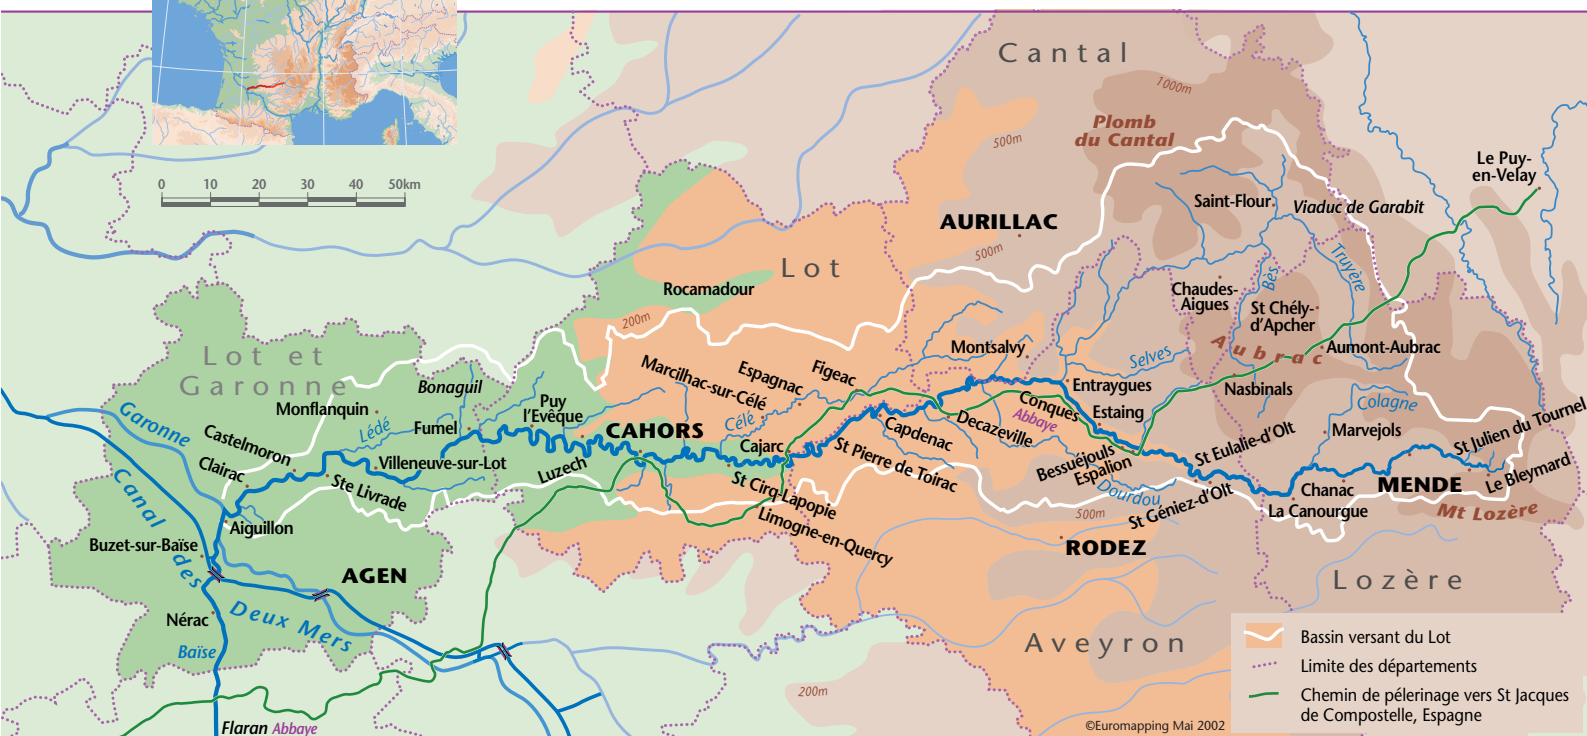 Cantal
1000m
Plomb
du Cantal
500m
Le Puy-
en-Velay
0 10 20 30 40 50km
Saint-Flour
Viaduc de Garabit
AURILLAC
500m
Lot
Truyère
Bès
Rocamadour
Chaudes-
Aigues
St Chély-
d'Apcher
200m
Aubrac
Aumont-Aubrac
Lot et
Garonne
Montsalvy
Selves
Marcilhac-sur-Célé
Espagnac
Figeac
Bonaguil
Entraygues
Nasbinals
Monflanquin
Puy
l'Evêque
Conques
Abbaye
Estaing
Colagne
Garonne
Lédé
Fumel
CAHORS
Célé
Capdenac
Decazeville
Marvejols
St Julien du Tournel
Castelmoron
Cajarc
St Eulalie-d'Olt
Clairac
Villeneuve-sur-Lot
Luzech
St Pierre de Toirac
Bessuéjouls
Espalion
Le Bleymard
Ste Livrade
St Cirq-Lapopie
Dourdou
St Géniez-d'Olt
Chanac
MENDE
La Canourgue
Mt Lozère
Canal
des
Deux Mers
Aiguillon
Limogne-en-Quercy
500m
Buzet-sur-Baïse
RODEZ
AGEN
Lozère
Nérac
Baïse
Aveyron
200m
Flaran Abbaye
Bassin versant du Lot
Limite des départements
Chemin de pélerinage vers St Jacques
de Compostelle, Espagne
©Euromapping Mai 2002